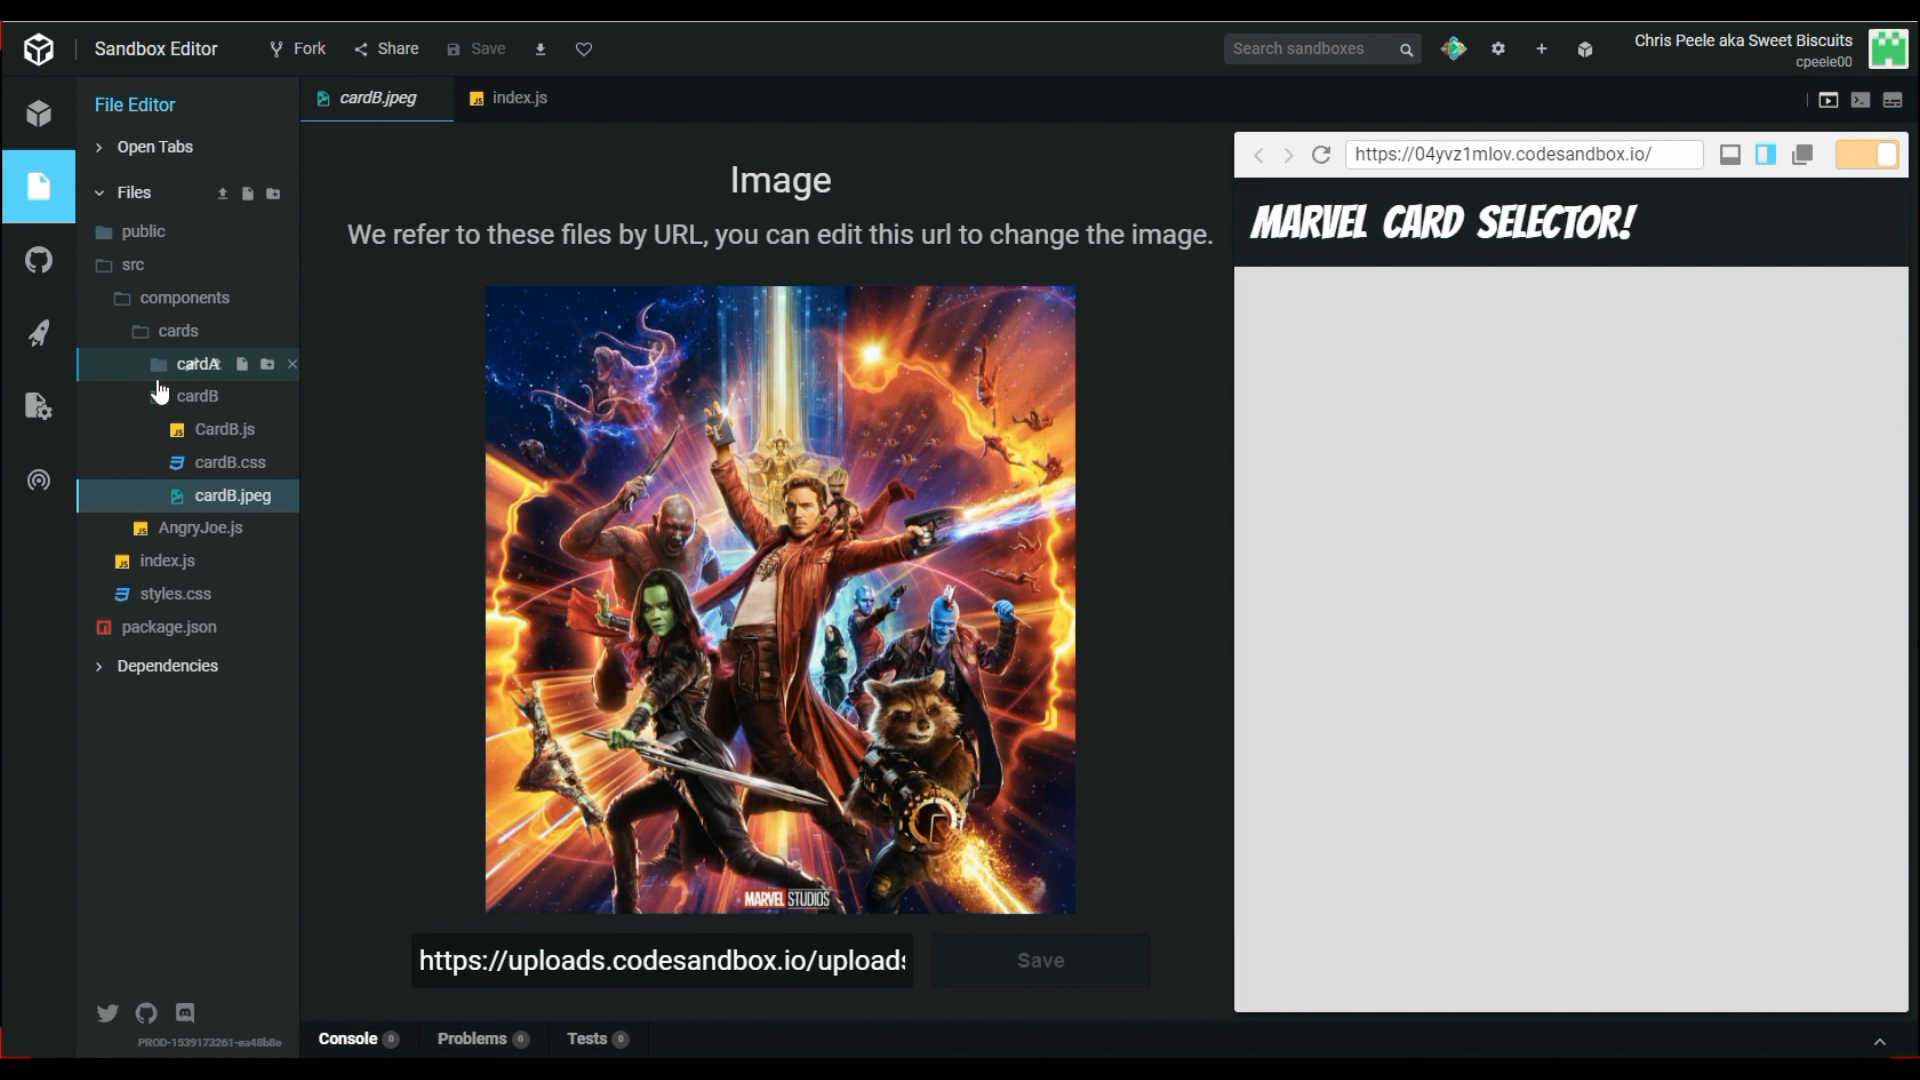 Sandbox Editor
Fork
Share
Save
Search sandboxes
Chris Peele aka Sweet Biscuits
cpeele00
File Editor
Open Tabs
Files
public
src
components
cards
cardA
cardB
CardB.js
cardB.css
cardB.jpeg
AngryJoe.js
index.js
styles.css
package.json
Dependencies
PROD-1539173261-ea48b8e
cardB.jpeg
index.js
Image
We refer to these files by URL, you can edit this url to change the image.
MARVEL STUDIOS
https://uploads.codesandbox.io/uploads
Save
Console 0
Problems 0
Tests 0
https://04yvz1mlov.codesandbox.io/
MARVEL CARD SELECTOR!